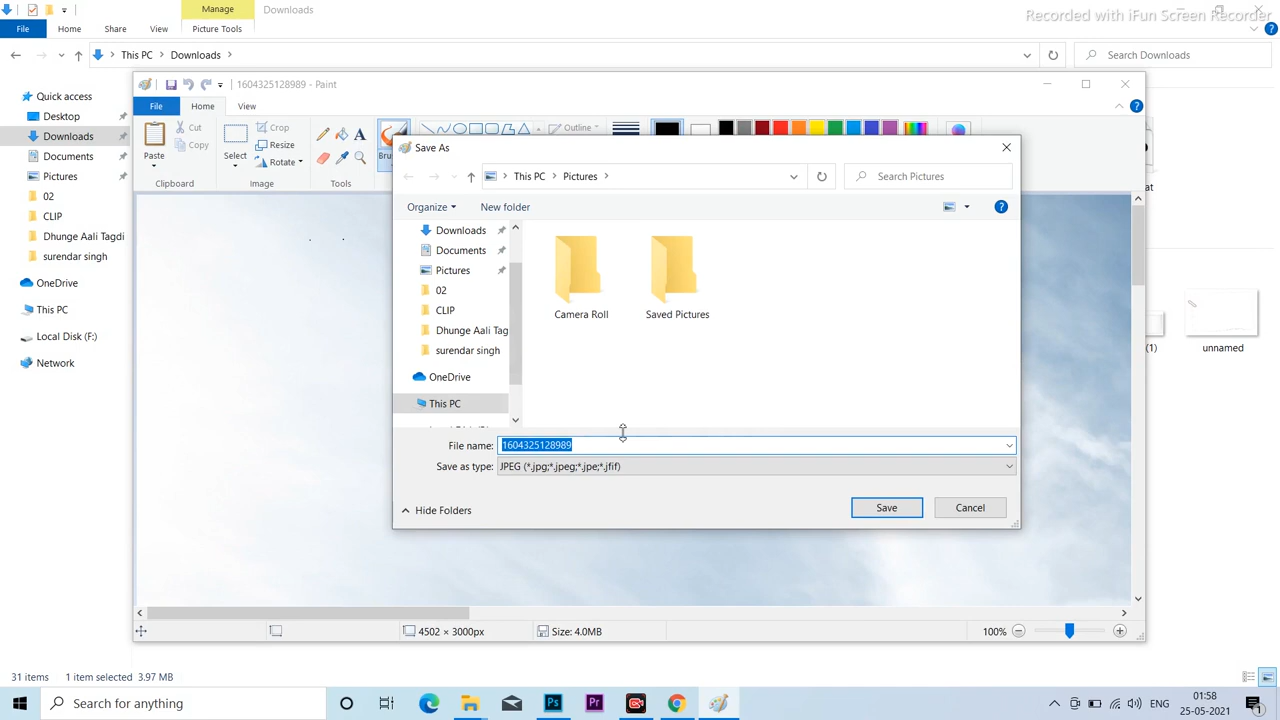 Manage
Downloads
Recorded with iFun Screen Recorder
File
Home
Share
View
Picture Tools
This PC
Downloads
Search Downloads
Quick access
Desktop
Downloads
Documents
Pictures
02
CLIP
Dhunge Aali Tagdi
surendar singh
OneDrive
This PC
Local Disk (F:)
Network
1604325128989 - Paint
File
Home
View
Paste
Cut
Copy
Clipboard
Select
Crop
Resize
Rotate
Image
Tools
Bru
Outline
Save As
This PC
Pictures
Search Pictures
Organize
New folder
Downloads
Documents
Pictures
02
CLIP
Dhunge Aali Tag
surendar singh
OneDrive
This PC
Camera Roll
Saved Pictures
File name:
1604325128989
Save as type:
JPEG (*.jpg;*.jpeg;*.jpe;*.jfif)
Hide Folders
Save
Cancel
at
(1)
unnamed
4502 × 3000px
Size: 4.0MB
100%
31 items
1 item selected 3.97 MB
Search for anything
Ps
Pr
ENG
01:58
25-05-2021
1